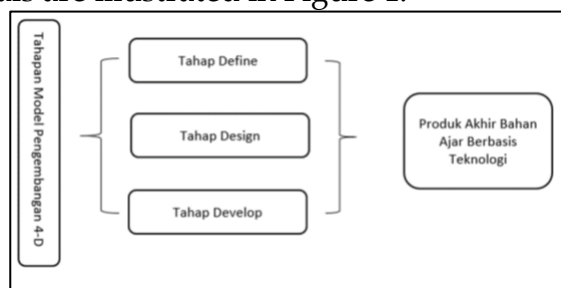 are illustrated in Figure 1.
Tahapan Model Pengembangan 4-D
Tahap Define
Tahap Design
Tahap Develop
Produk Akhir Bahan
Ajar Berbasis
Teknologi